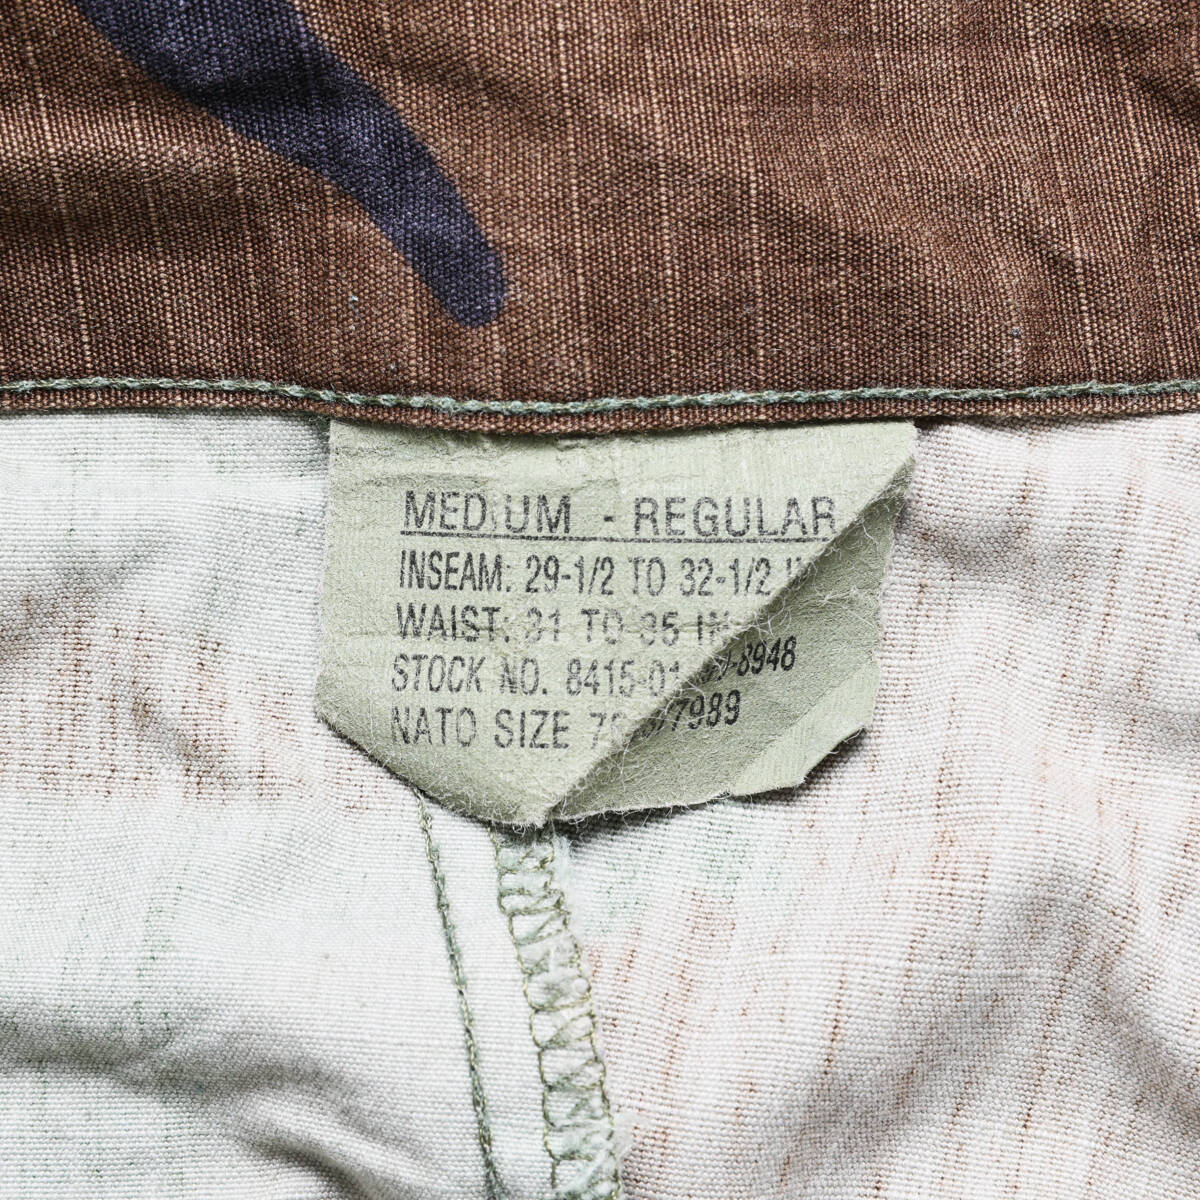 MEDIUM - REGULAR
INSEAM: 29-1/2 TO 32-1/2
WAIST: 31 TO 35 IN
STOCK NO. 8415-01 -8948
NATO SIZE /7989